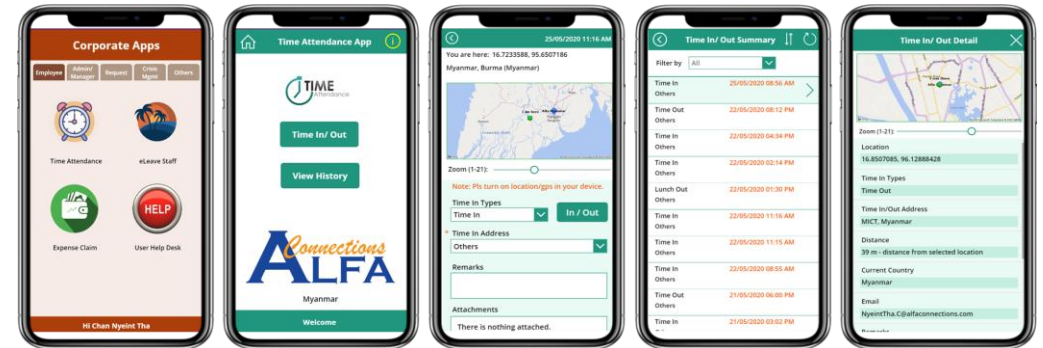 Corporate Apps
Employee
Admin/
Manager
Request
Crisis
Mgmt
Others
Time Attendance
eLeave Staff
HELP
Expense Claim
User Help Desk
Hi Chan Nyeint Tha
Time Attendance App
TIME
Attendance
Time In/ Out
View History
Connections
ALFA
Myanmar
Welcome
25/05/2020 11:16 AM
You are here: 16.7233588, 95.6507186
Myanmar, Burma (Myanmar)
Zoom (1-21):
Note: Pls turn on location/gps in your device.
Time In Types
Time In
In / Out
* Time In Address
Others
Remarks
Attachments
There is nothing attached.
Time In/ Out Summary
Filter by All
Time In 25/05/2020 08:56 AM
Others
Time Out 22/05/2020 08:12 PM
Others
Time In 22/05/2020 04:34 PM
Others
Time In 22/05/2020 02:14 PM
Others
Lunch Out 22/05/2020 01:30 PM
Others
Time In 22/05/2020 11:16 AM
Others
Time In 22/05/2020 11:15 AM
Others
Time In 22/05/2020 08:55 AM
Others
Time Out 21/05/2020 06:00 PM
Others
Time In 21/05/2020 03:02 PM
Time In/ Out Detail
Zoom (1-21):
Location
16.8507085, 96.12888428
Time In Types
Time Out
Time In/Out Address
MICT, Myanmar
Distance
39 m - distance from selected location
Current Country
Myanmar
Email
NyeintTha.C@alfaconnections.com
Remarks